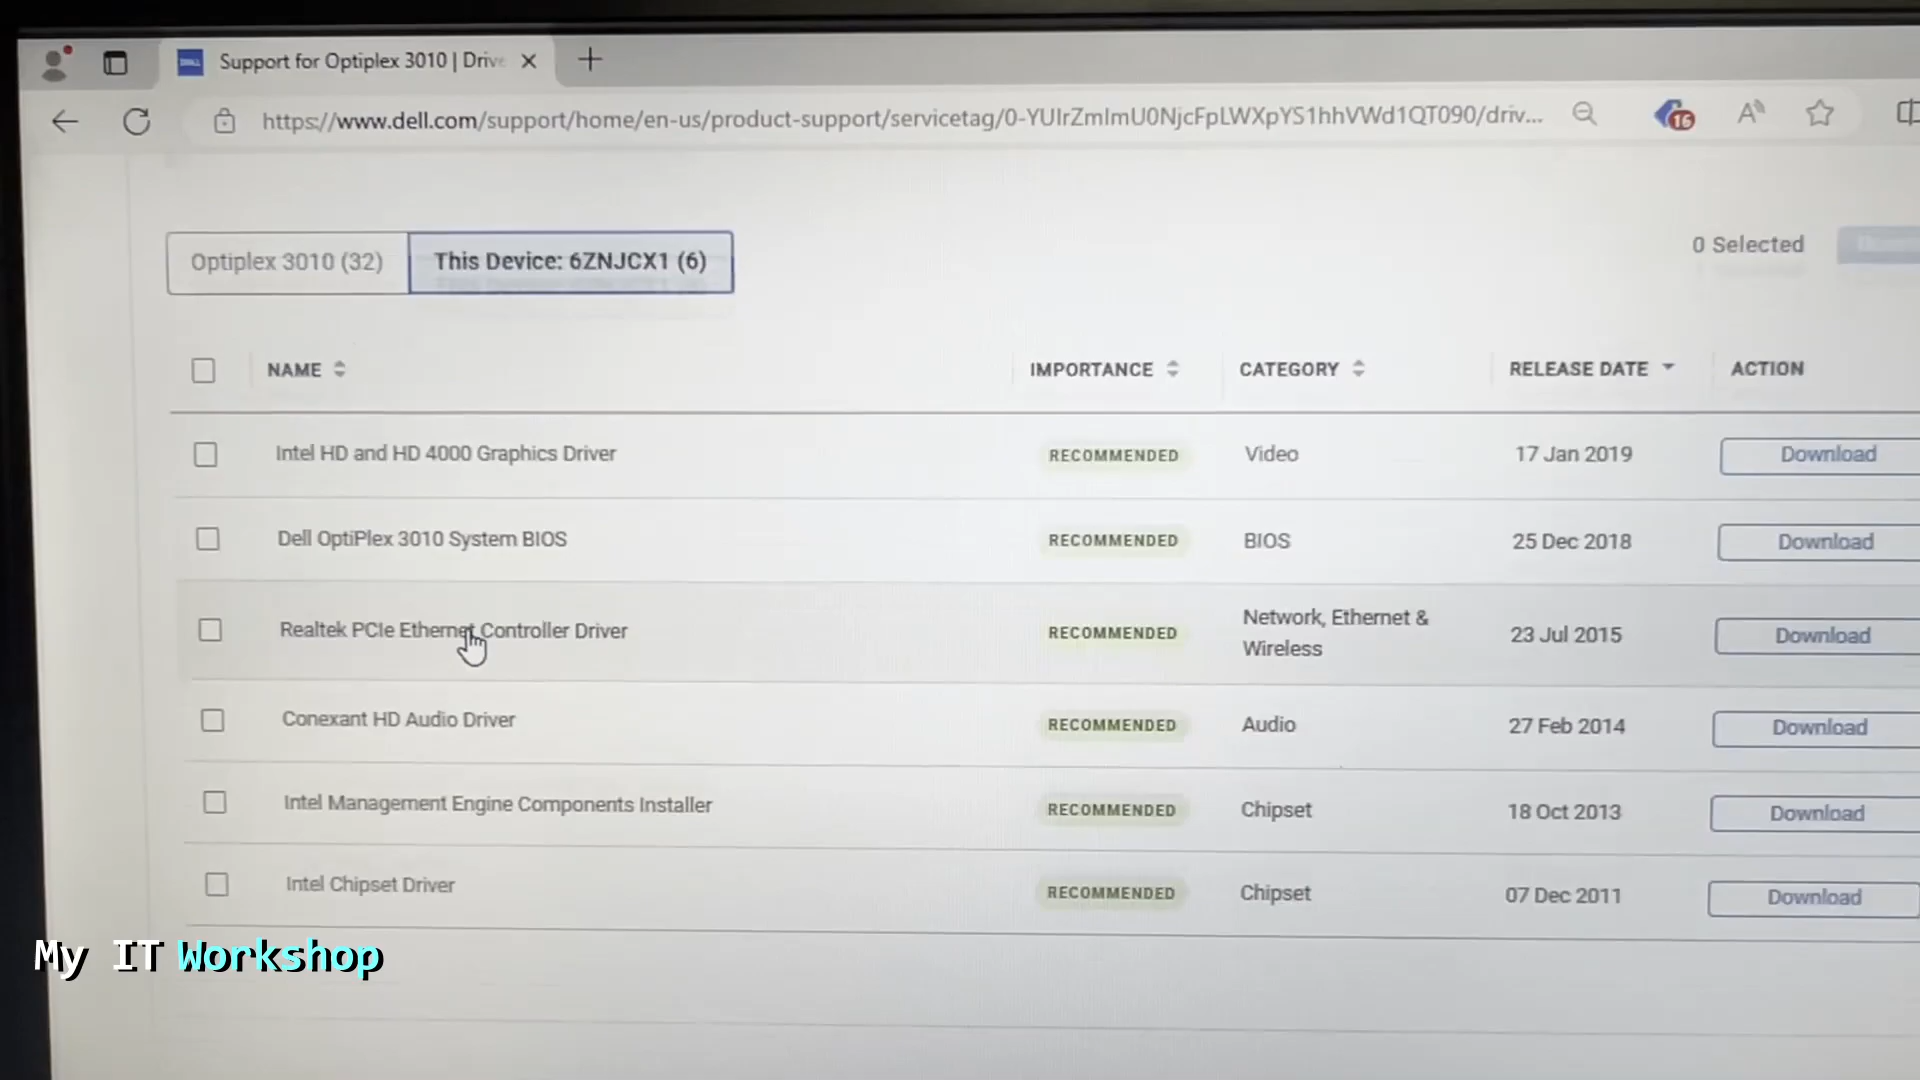 Support for Optiplex 3010 | Drive
https://www.dell.com/support/home/en-us/product-support/servicetag/0-YUIrZmlmU0NjcFpLWXpYS1hhVWd1QT090/driv...
16
Optiplex 3010 (32) This Device: 6ZNJCX1 (6) 0 Selected
NAME IMPORTANCE CATEGORY RELEASE DATE ACTION
Intel HD and HD 4000 Graphics Driver RECOMMENDED Video 17 Jan 2019 Download
Dell OptiPlex 3010 System BIOS RECOMMENDED BIOS 25 Dec 2018 Download
Realtek PCIe Ethernet Controller Driver RECOMMENDED Network, Ethernet & 23 Jul 2015 Download
Wireless
Conexant HD Audio Driver RECOMMENDED Audio 27 Feb 2014 Download
Intel Management Engine Components Installer RECOMMENDED Chipset 18 Oct 2013 Download
Intel Chipset Driver RECOMMENDED Chipset 07 Dec 2011 Download
My IT Workshop